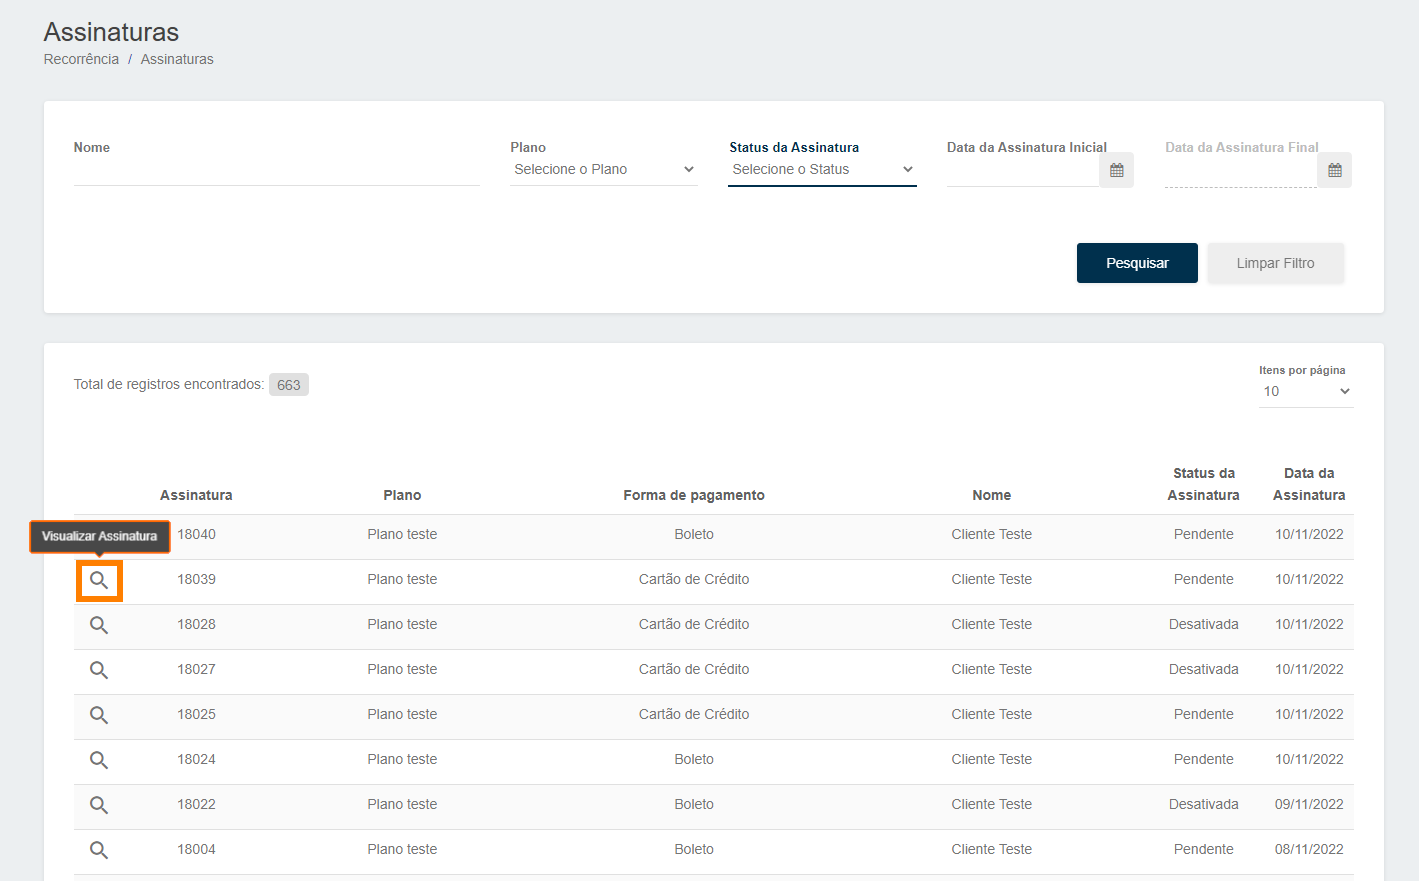 Assinaturas
Recorrência / Assinaturas
Nome
Plano
Selecione o Plano
Status da Assinatura
Selecione o Status
Data da Assinatura Inicial
Data da Assinatura Final
Pesquisar
Limpar Filtro
Total de registros encontrados: 663
Itens por página
10
Assinatura Plano Forma de pagamento Nome Status da Assinatura Data da Assinatura
Visualizar Assinatura
18040 Plano teste Boleto Cliente Teste Pendente 10/11/2022
18039 Plano teste Cartão de Crédito Cliente Teste Pendente 10/11/2022
18028 Plano teste Cartão de Crédito Cliente Teste Desativada 10/11/2022
18027 Plano teste Cartão de Crédito Cliente Teste Desativada 10/11/2022
18025 Plano teste Cartão de Crédito Cliente Teste Pendente 10/11/2022
18024 Plano teste Boleto Cliente Teste Pendente 10/11/2022
18022 Plano teste Boleto Cliente Teste Desativada 09/11/2022
18004 Plano teste Boleto Cliente Teste Pendente 08/11/2022